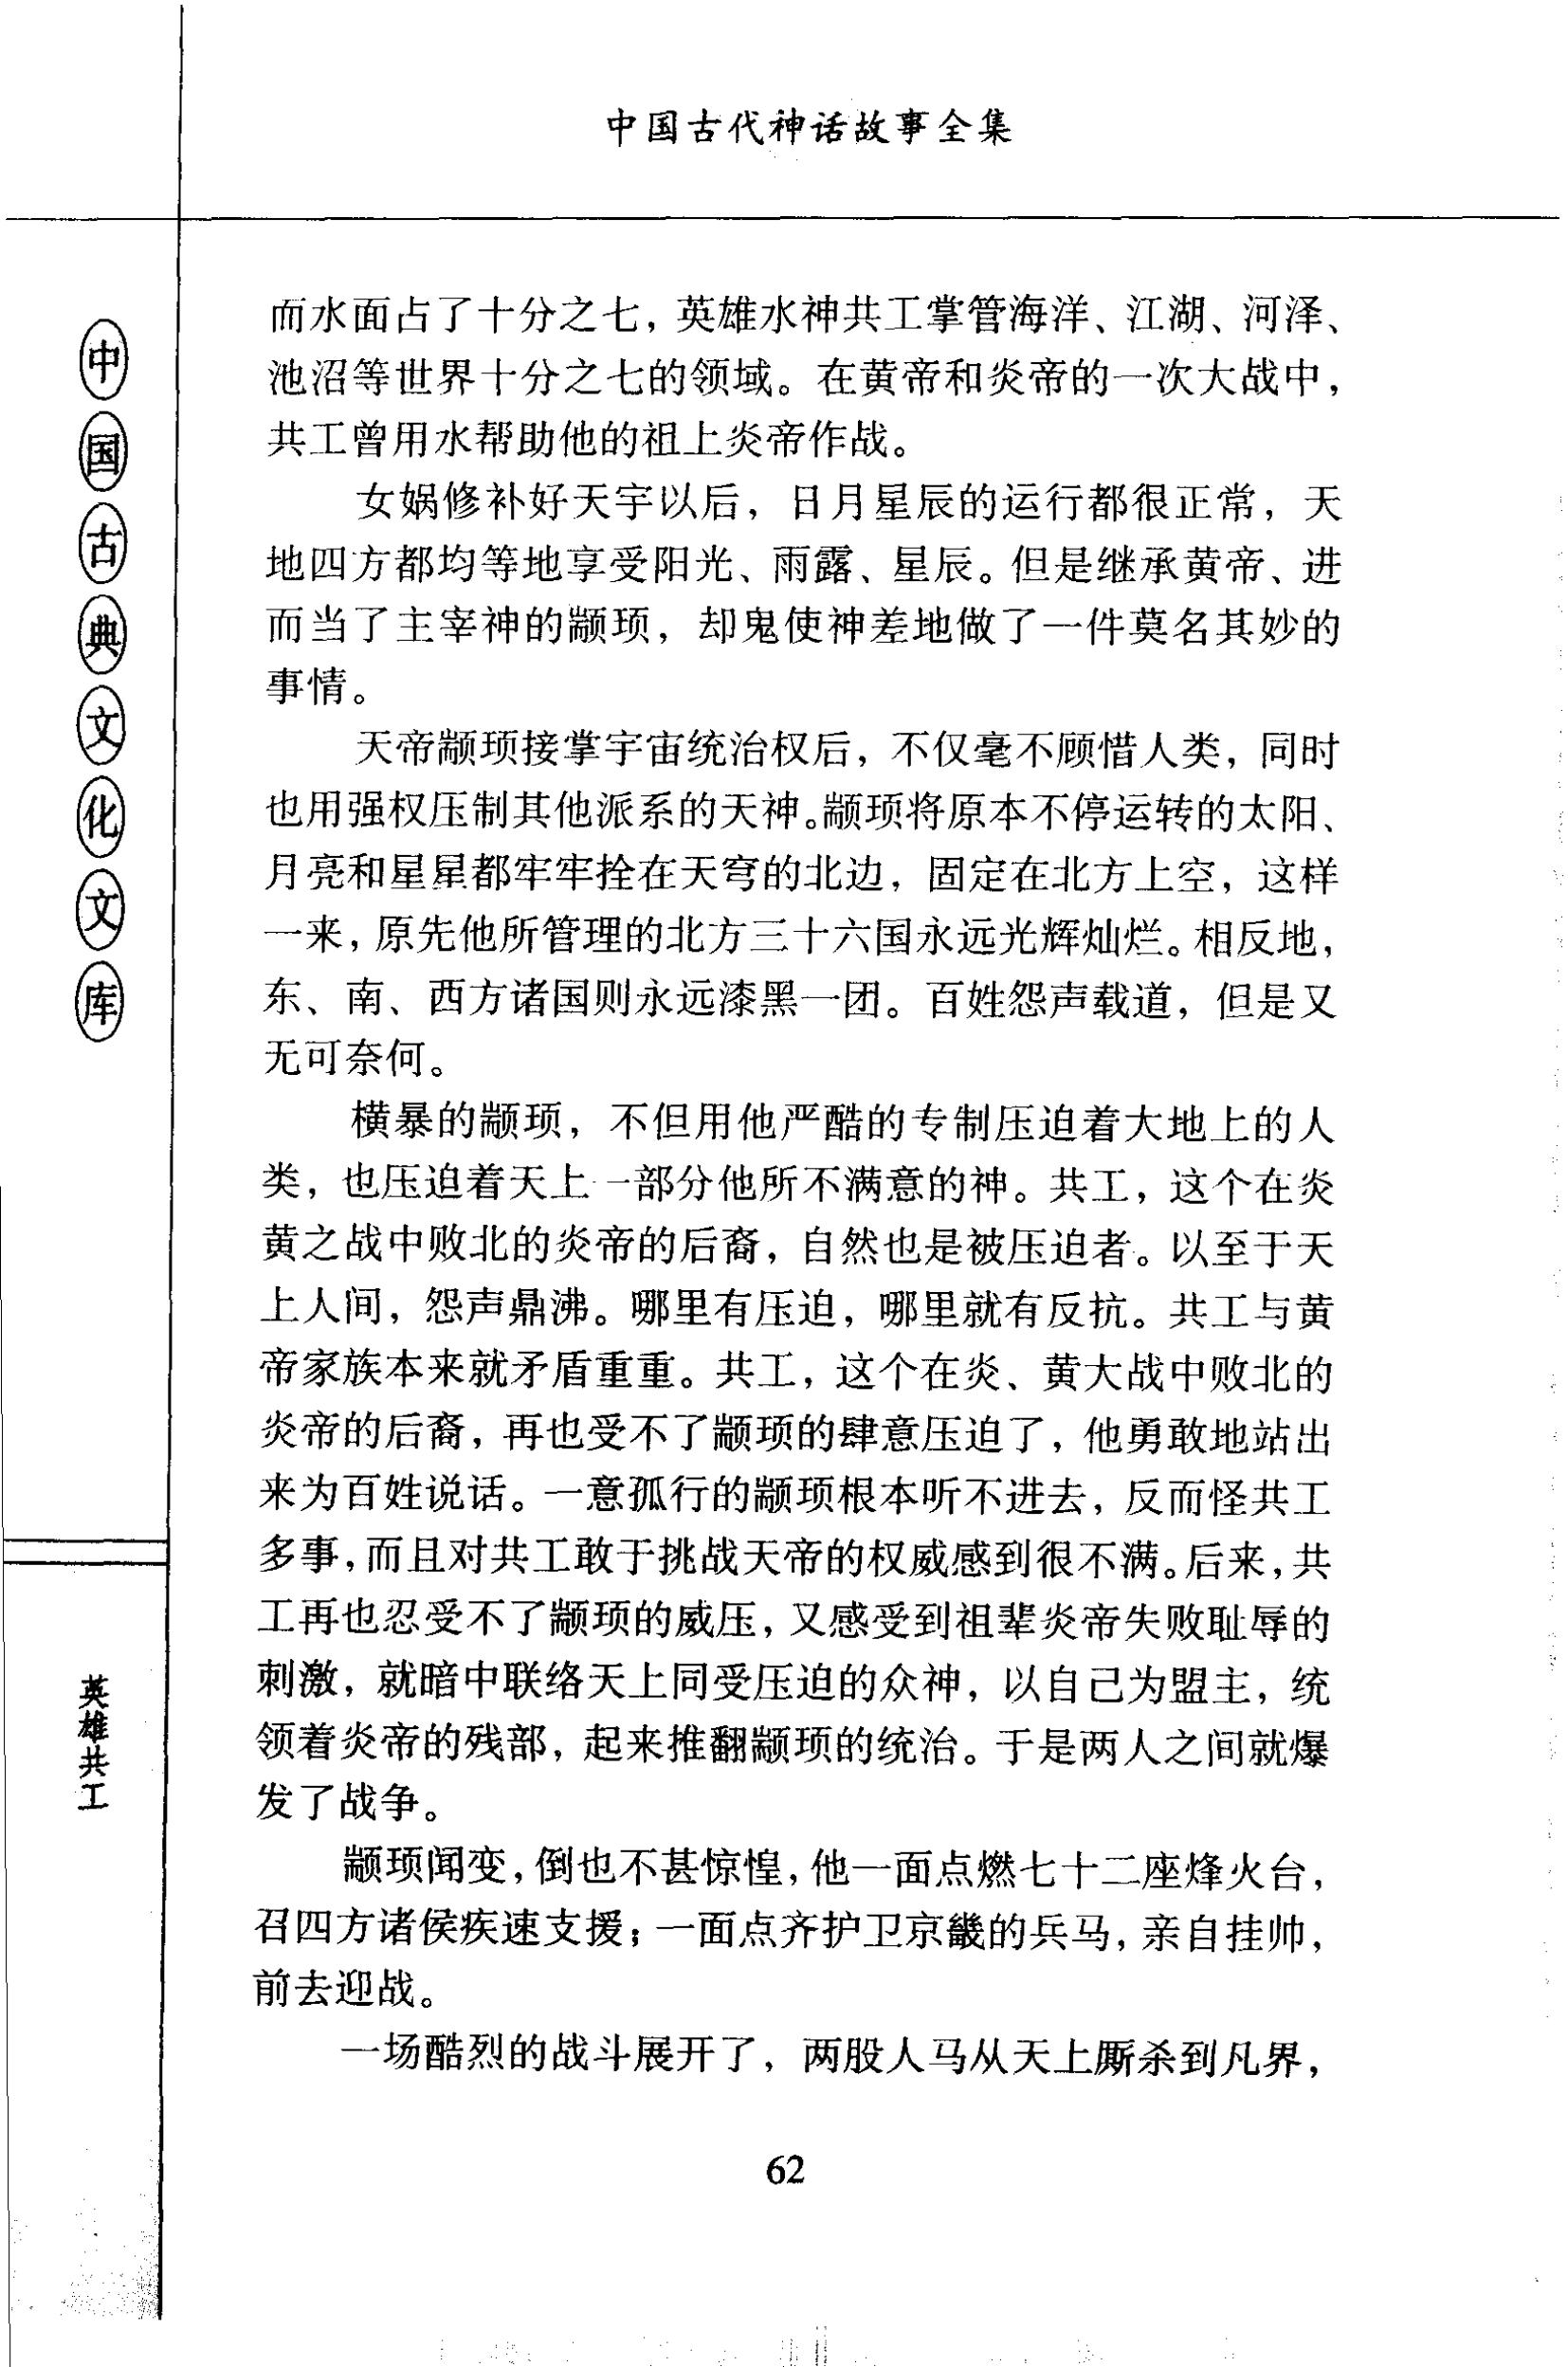 中国古代神话故事全集
中国古典文化文库
英雄共工
而水面占了十分之七，英雄水神共工掌管海洋、江湖、河泽、
池沼等世界十分之七的领域。在黄帝和炎帝的一次大战中，
共工曾用水帮助他的祖上炎帝作战。
女娲修补好天宇以后，日月星辰的运行都很正常，天
地四方都均等地享受阳光、雨露、星辰。但是继承黄帝、进
而当了主宰神的颛顼，却鬼使神差地做了一件莫名其妙的
事情。
天帝颛顼接掌宇宙统治权后，不仅毫不顾惜人类，同时
也用强权压制其他派系的天神。颛顼将原本不停运转的太阳、
月亮和星星都牢牢拴在天穹的北边，固定在北方上空，这样
一来，原先他所管理的北方三十六国永远光辉灿烂。相反地，
东、南、西方诸国则永远漆黑一团。百姓怨声载道，但是又
无可奈何。
横暴的颛顼，不但用他严酷的专制压迫着大地上的人
类，也压迫着天上一部分他所不满意的神。共工，这个在炎
黄之战中败北的炎帝的后裔，自然也是被压迫者。以至于天
上人间，怨声鼎沸。哪里有压迫，哪里就有反抗。共工与黄
帝家族本来就矛盾重重。共工，这个在炎、黄大战中败北的
炎帝的后裔，再也受不了颛顼的肆意压迫了，他勇敢地站出
来为百姓说话。一意孤行的颛顼根本听不进去，反而怪共工
多事，而且对共工敢于挑战天帝的权威感到很不满。后来，共
工再也忍受不了颛顼的威压，又感受到祖辈炎帝失败耻辱的
刺激，就暗中联络天上同受压迫的众神，以自己为盟主，统
领着炎帝的残部，起来推翻颛顼的统治。于是两人之间就爆
发了战争。
颛顼闻变，倒也不甚惊惶，他一面点燃七十二座烽火台，
召四方诸侯疾速支援；一面点齐护卫京畿的兵马，亲自挂帅，
前去迎战。
一场酷烈的战斗展开了，两股人马从天上厮杀到凡界，
62